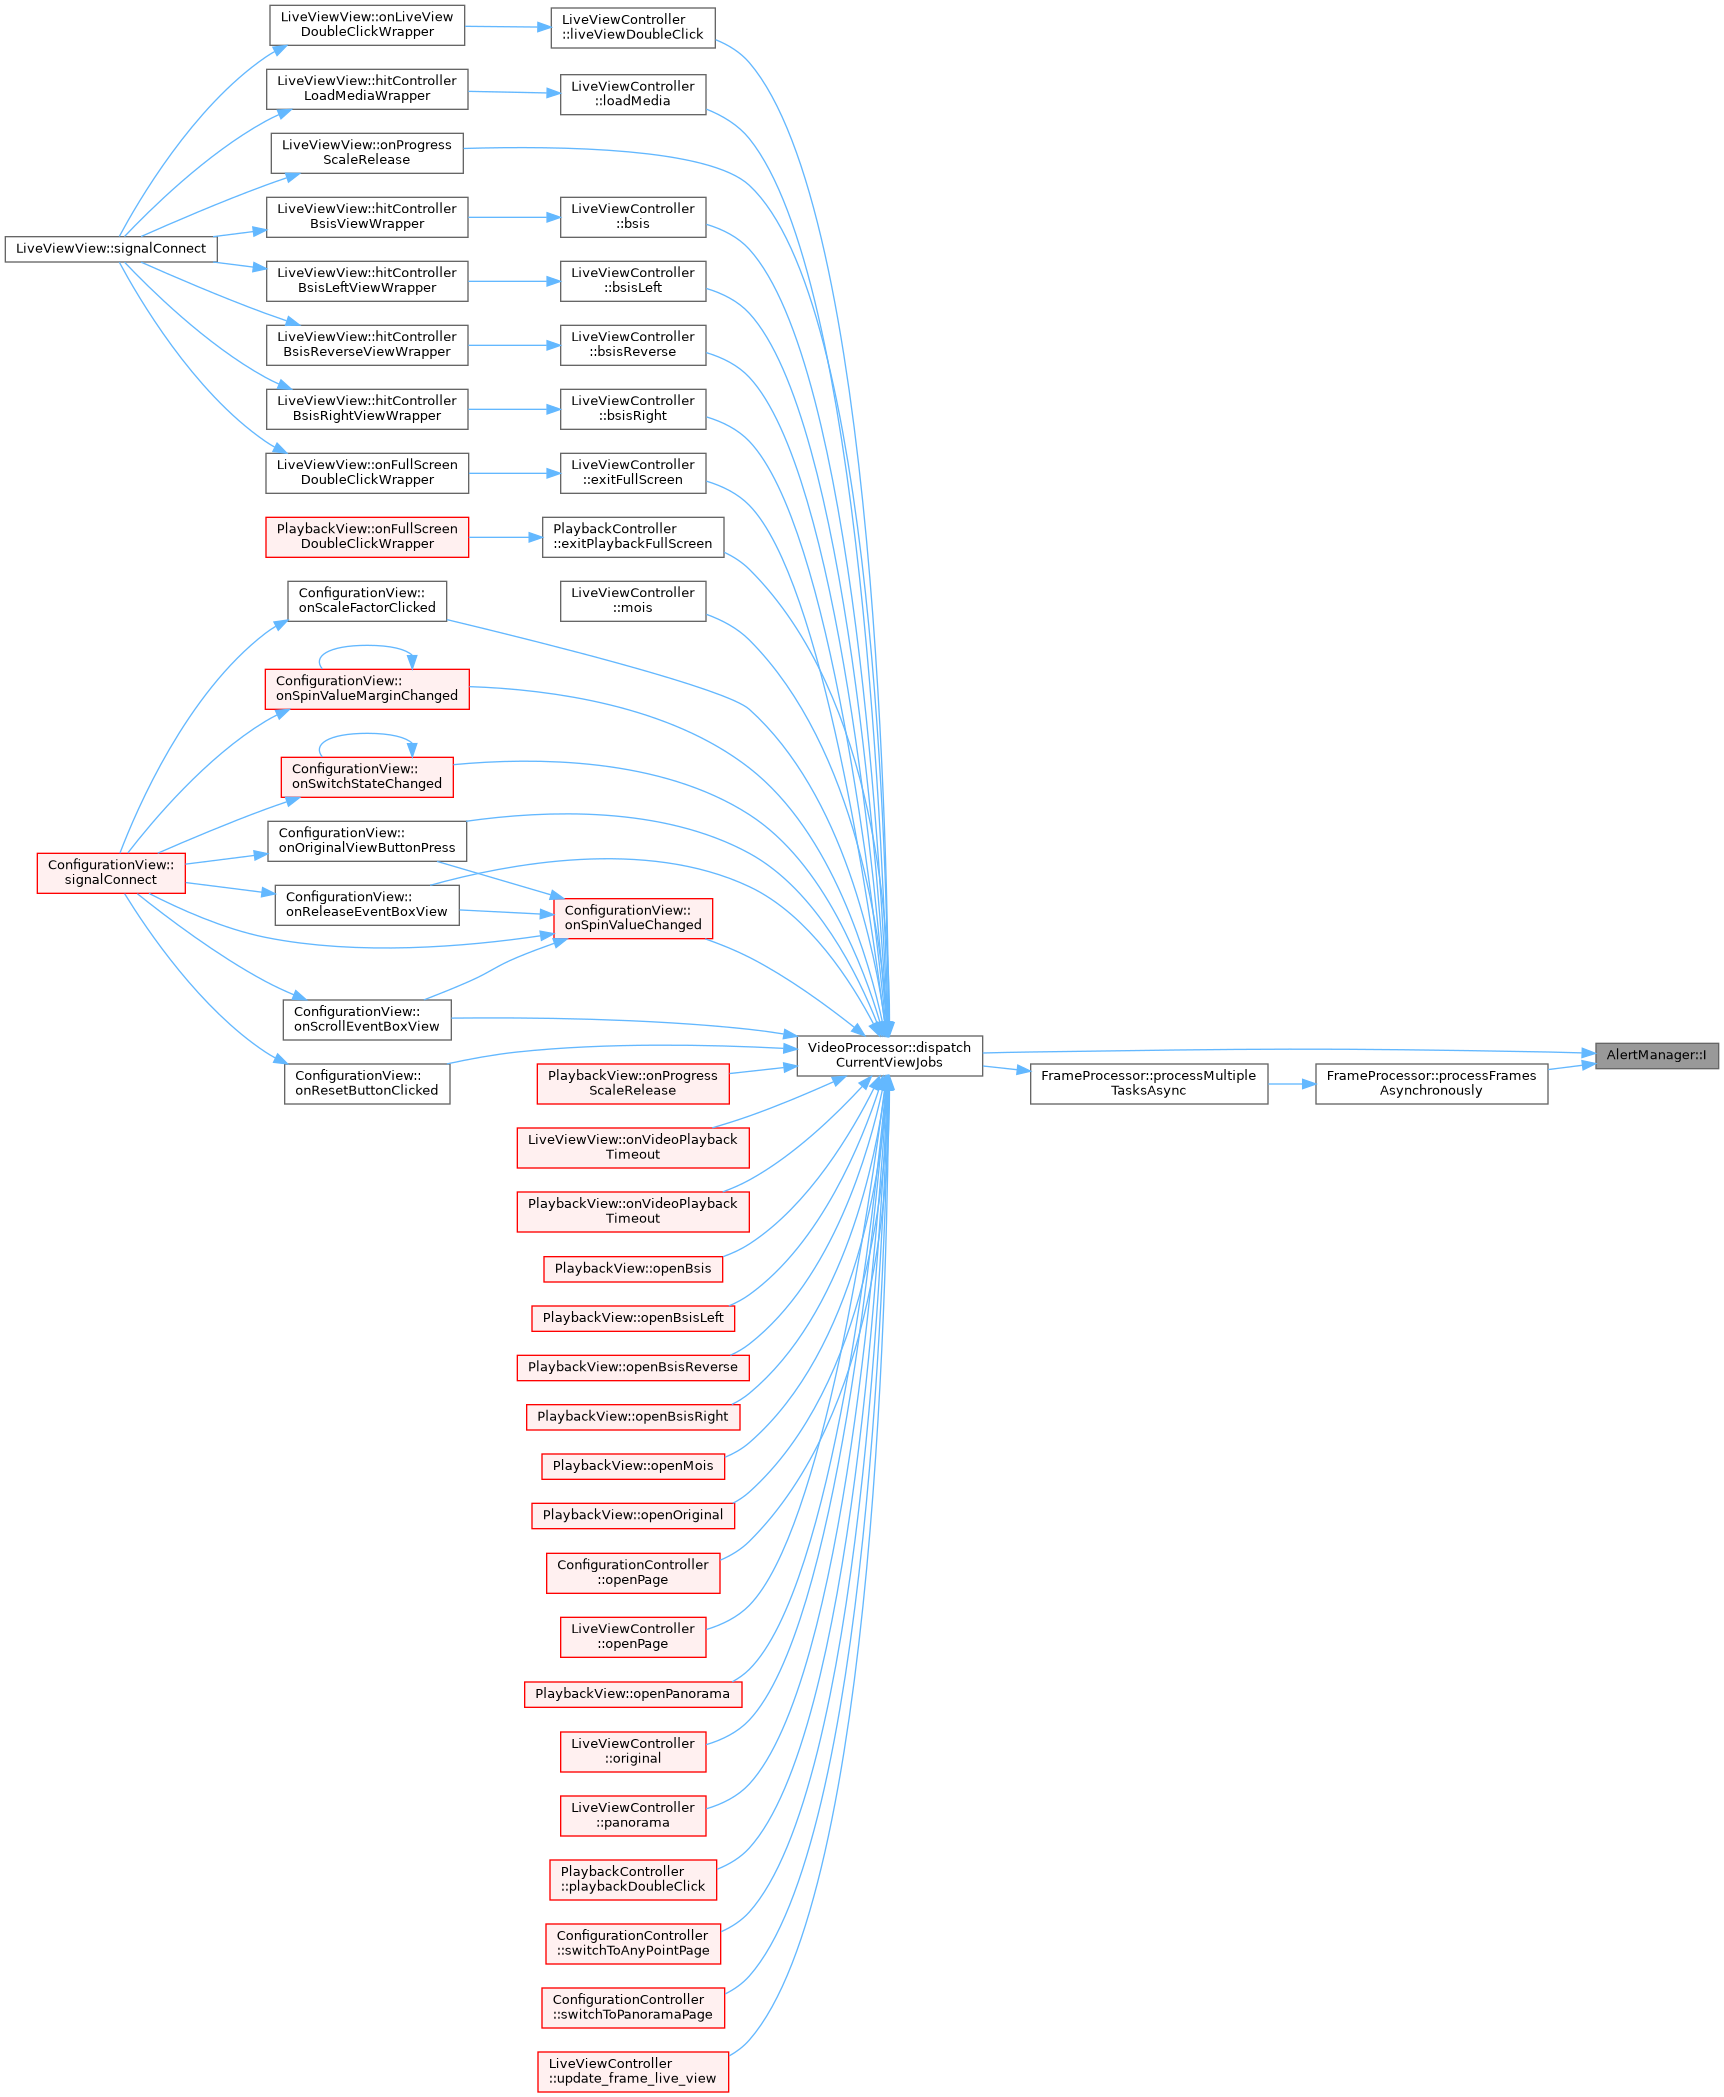 LiveViewView::onLiveView
DoubleClickWrapper
LiveViewController
::liveViewDoubleClick
LiveViewView::hitController
LoadMediaWrapper
LiveViewController
::loadMedia
LiveViewView::onProgress
ScaleRelease
LiveViewView::hitController
BsisViewWrapper
LiveViewController
::bsis
LiveViewView::signalConnect
LiveViewView::hitController
BsisLeftViewWrapper
LiveViewController
::bsisLeft
LiveViewView::hitController
BsisReverseViewWrapper
LiveViewController
::bsisReverse
LiveViewView::hitController
BsisRightViewWrapper
LiveViewController
::bsisRight
LiveViewView::onFullScreen
DoubleClickWrapper
LiveViewController
::exitFullScreen
PlaybackView::onFullScreen
DoubleClickWrapper
PlaybackController
::exitPlaybackFullScreen
ConfigurationView::
onScaleFactorClicked
LiveViewController
::mois
ConfigurationView::
onSpinValueMarginChanged
ConfigurationView::
onSwitchStateChanged
ConfigurationView::
onOriginalViewButtonPress
ConfigurationView::
signalConnect
ConfigurationView::
onReleaseEventBoxView
ConfigurationView::
onSpinValueChanged
ConfigurationView::
onScrollEventBoxView
VideoProcessor::dispatch
CurrentViewJobs
AlertManager::I
ConfigurationView::
onResetButtonClicked
PlaybackView::onProgress
ScaleRelease
FrameProcessor::processMultiple
TasksAsync
FrameProcessor::processFrames
Asynchronously
LiveViewView::onVideoPlayback
Timeout
PlaybackView::onVideoPlayback
Timeout
PlaybackView::openBsis
PlaybackView::openBsisLeft
PlaybackView::openBsisReverse
PlaybackView::openBsisRight
PlaybackView::openMois
PlaybackView::openOriginal
ConfigurationController
::openPage
LiveViewController
::openPage
PlaybackView::openPanorama
LiveViewController
::original
LiveViewController
::panorama
PlaybackController
::playbackDoubleClick
ConfigurationController
::switchToAnyPointPage
ConfigurationController
::switchToPanoramaPage
LiveViewController
::update_frame_live_view